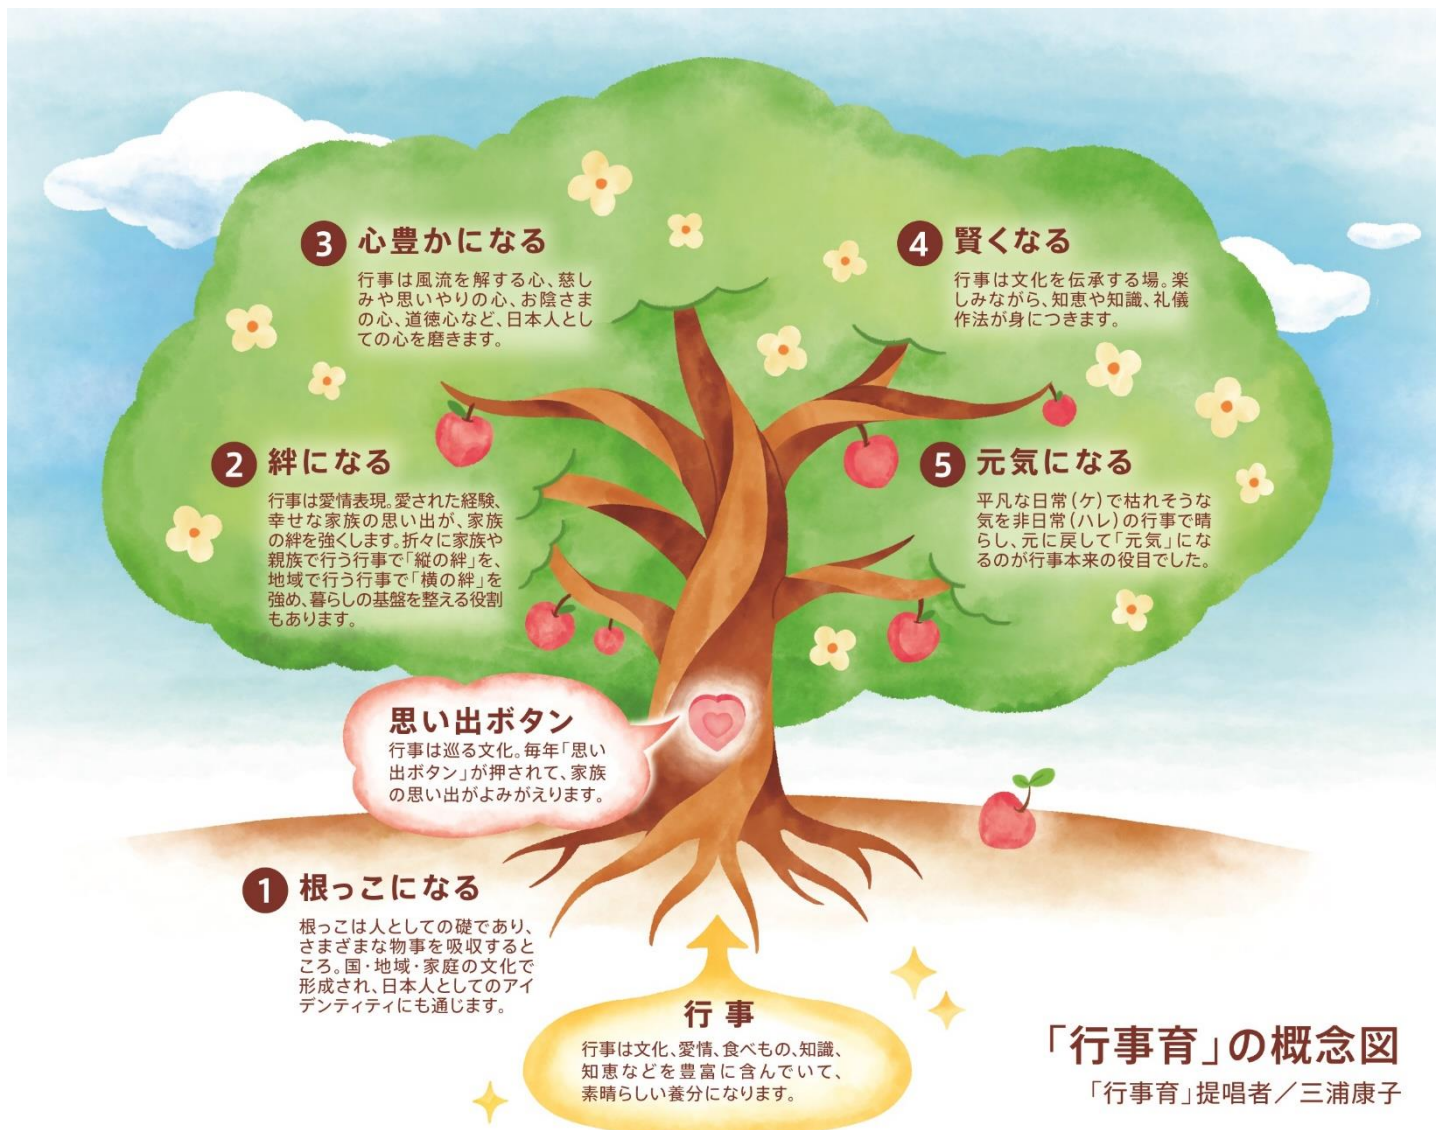 3 心豊かになる
行事は風流を解する心、慈し
みや思いやりの心、お陰さま
の心、道徳心など、日本人とし
ての心を磨きます。
4 賢くなる
行事は文化を伝承する場。楽
しみながら、知恵や知識、礼儀
作法が身につきます。
2 絆になる
行事は愛情表現。愛された経験、
幸せな家族の思い出が、家族
の絆を強くします。折々に家族や
親族で行う行事で「縦の絆」を、
地域で行う行事で「横の絆」を
強め、暮らしの基盤を整える役割
もあります。
5 元気になる
平凡な日常(ケ)で枯れそうな
気を非日常(ハレ)の行事で晴
らし、元に戻して「元気」にな
るのが行事本来の役目でした。
思い出ボタン
行事は巡る文化。毎年「思い
出ボタン」が押されて、家族
の思い出がよみがえります。
1 根っこになる
根っこは人としての礎であり、
さまざまな物事を吸収すると
ころ。国・地域・家庭の文化で
形成され、日本人としてのアイ
デンティティにも通じます。
行事
行事は文化、愛情、食べもの、知識、
知恵などを豊富に含んでいて、
素晴らしい養分になります。
「行事育」の概念図
「行事育」提唱者／三浦康子